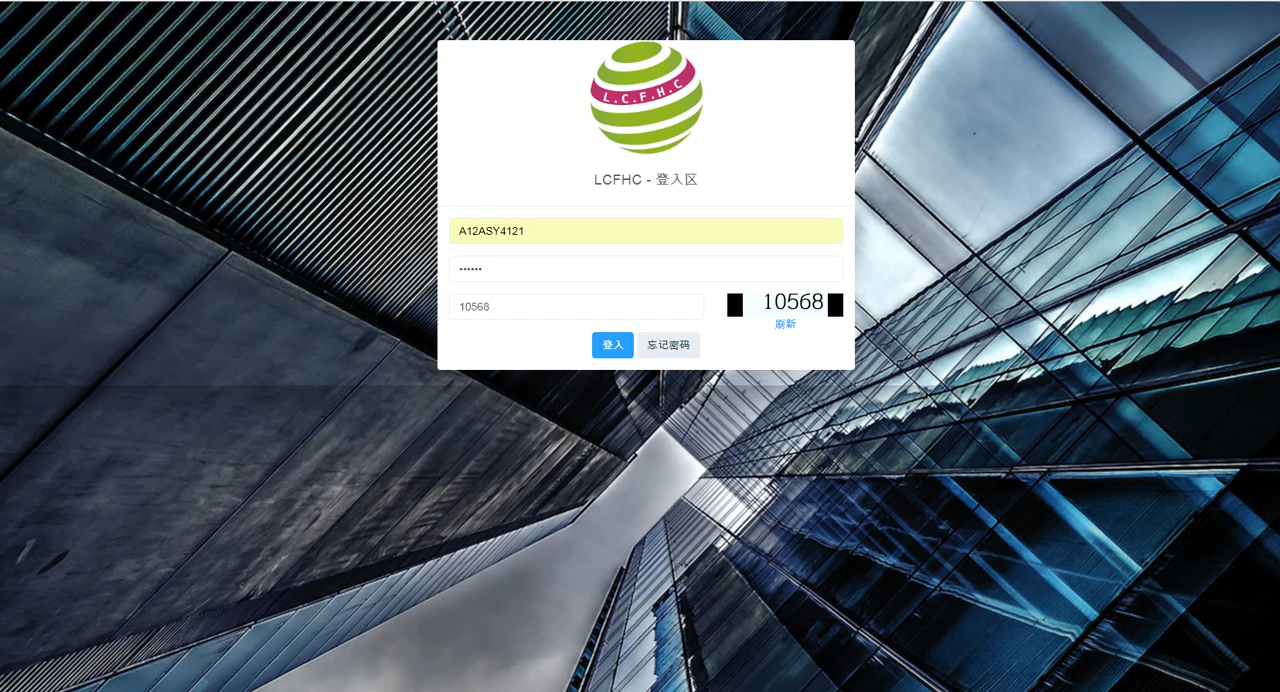 L.C.F.H.C
LCFHC - 登入区
A12ASY4121
••••••
10568
10568
刷新
登入 忘记密码